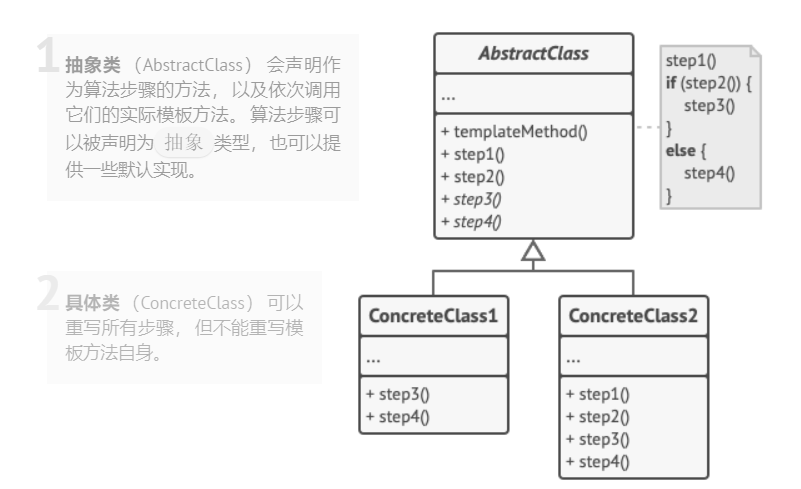 1
抽象类 （AbstractClass） 会声明作
为算法步骤的方法， 以及依次调用
它们的实际模板方法。 算法步骤可
以被声明为 抽象 类型， 也可以提
供一些默认实现。
AbstractClass
...
+ templateMethod()
+ step1()
+ step2()
+ step3()
+ step4()
step1()
if (step2()) {
step3()
}
else {
step4()
}
2
具体类 （ConcreteClass） 可以
重写所有步骤， 但不能重写模
板方法自身。
ConcreteClass1
...
+ step3()
+ step4()
ConcreteClass2
...
+ step1()
+ step2()
+ step3()
+ step4()